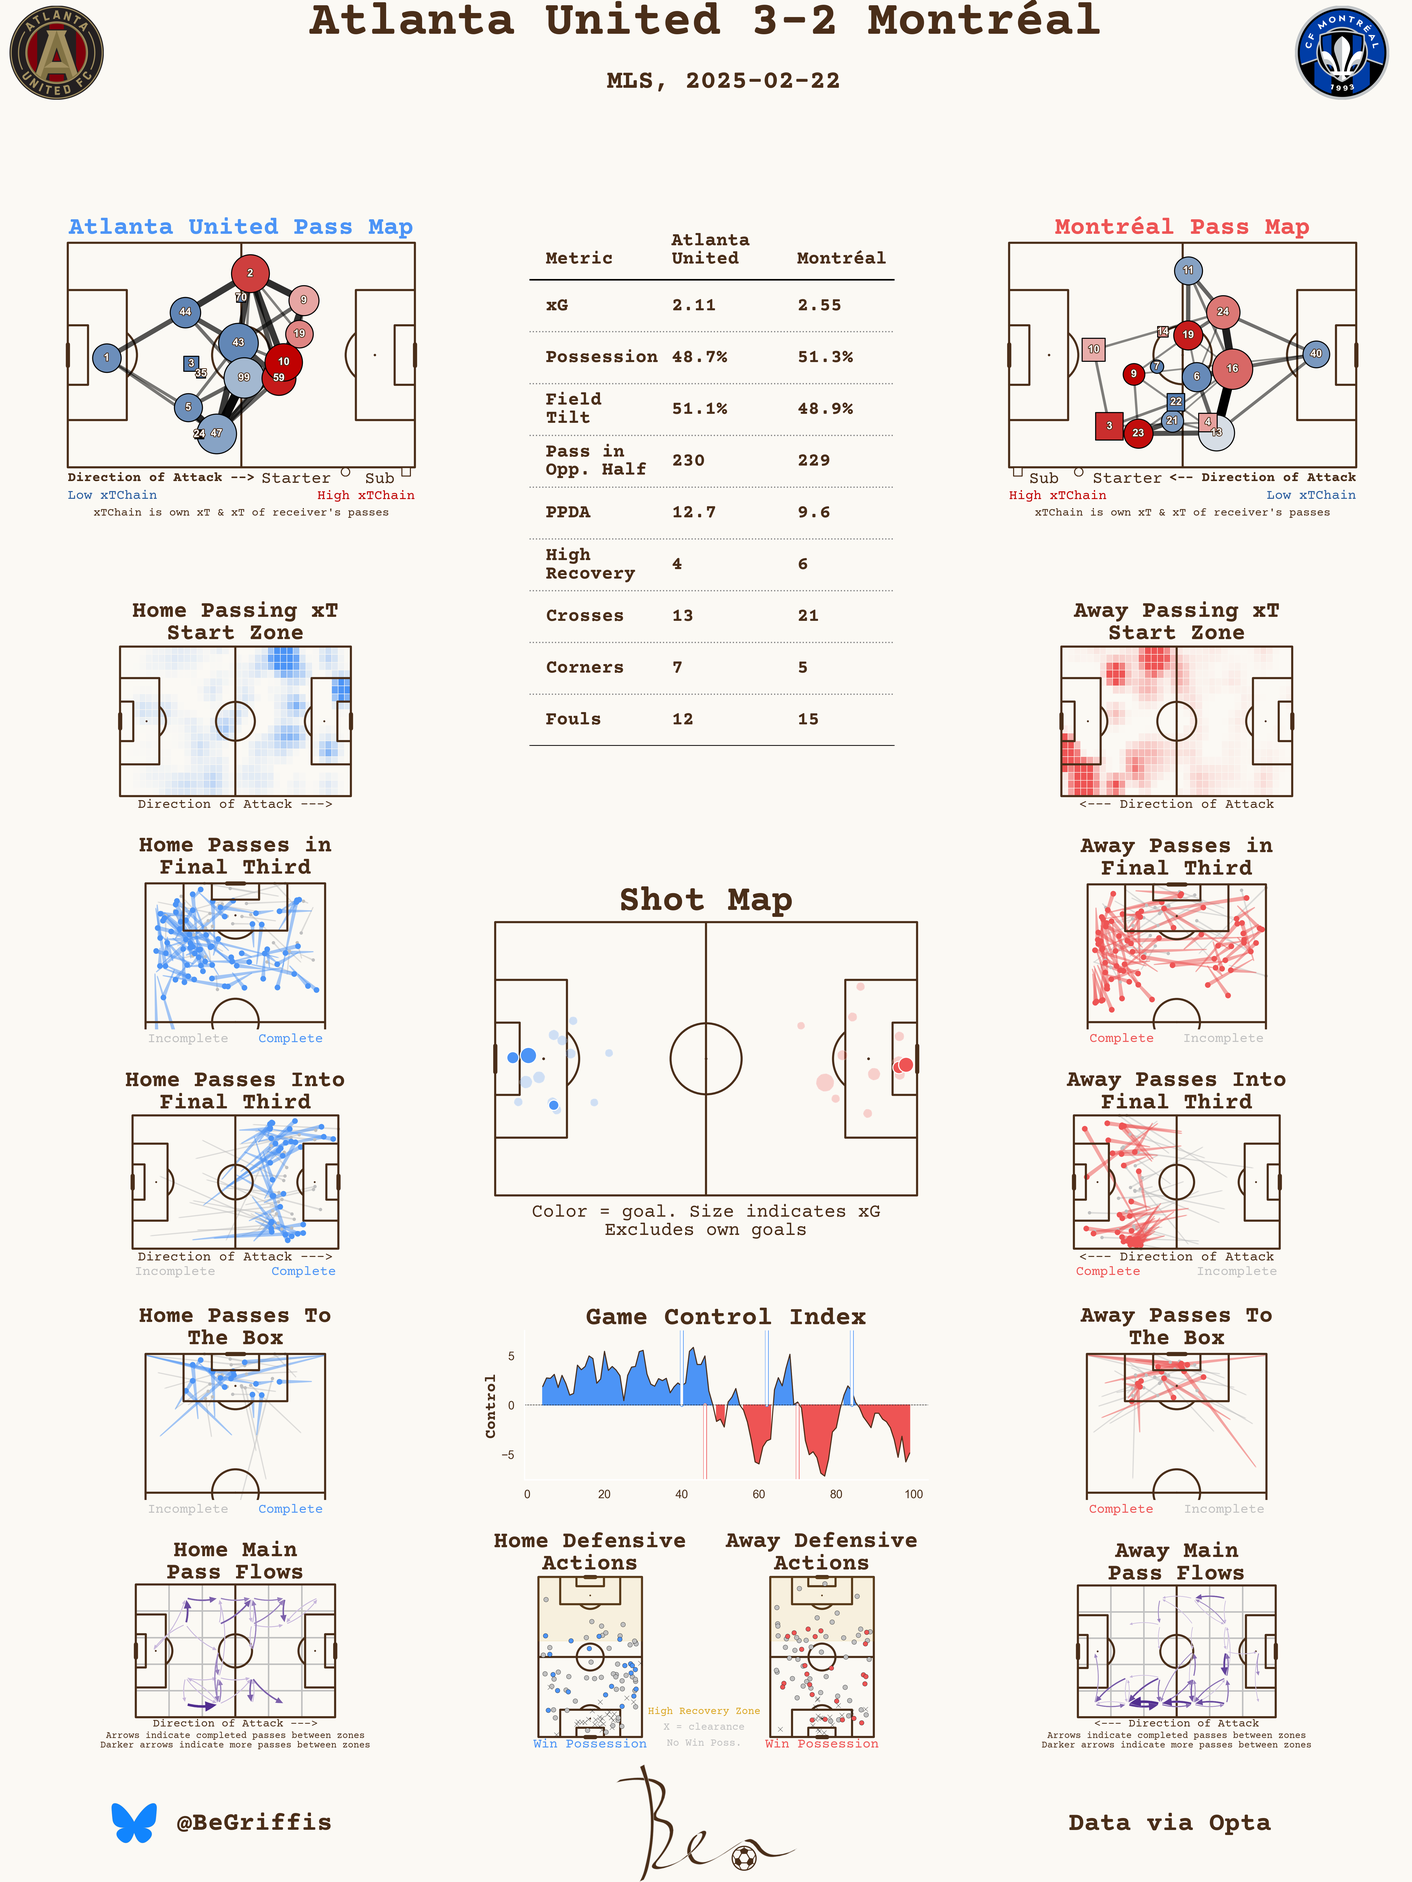 Atlanta United 3-2 Montréal
MLS, 2025-02-22
ATLANTA
UNITED FC
A
CF MONTRÉAL
1993
Atlanta United Pass Map
2
70
9
44
19
43
1
3
35
10
99
59
5
24
47
Direction of Attack --> Starter Sub
Low xTChain High xTChain
xTChain is own xT & xT of receiver's passes
Metric Atlanta United Montréal
xG 2.11 2.55
Possession 48.7% 51.3%
Field Tilt 51.1% 48.9%
Pass in Opp. Half 230 229
PPDA 12.7 9.6
High Recovery 4 6
Crosses 13 21
Corners 7 5
Fouls 12 15
Montréal Pass Map
11
24
14
19
10
40
7
9
16
6
22
21
4
3
23
13
Sub Starter <-- Direction of Attack
High xTChain Low xTChain
xTChain is own xT & xT of receiver's passes
Home Passing xT
Start Zone
Direction of Attack --->
Away Passing xT
Start Zone
<--- Direction of Attack
Home Passes in
Final Third
Incomplete Complete
Shot Map
Color = goal. Size indicates xG
Excludes own goals
Away Passes in
Final Third
Complete Incomplete
Home Passes Into
Final Third
Direction of Attack --->
Incomplete Complete
Away Passes Into
Final Third
<--- Direction of Attack
Complete Incomplete
Home Passes To
The Box
Incomplete Complete
Game Control Index
Control
5
0
−5
0 20 40 60 80 100
Away Passes To
The Box
Complete Incomplete
Home Main
Pass Flows
Direction of Attack --->
Arrows indicate completed passes between zones
Darker arrows indicate more passes between zones
Home Defensive
Actions
Win Possession
High Recovery Zone
X = clearance
No Win Poss.
Away Defensive
Actions
Win Possession
Away Main
Pass Flows
<--- Direction of Attack
Arrows indicate completed passes between zones
Darker arrows indicate more passes between zones
@BeGriffis
Ben
Data via Opta